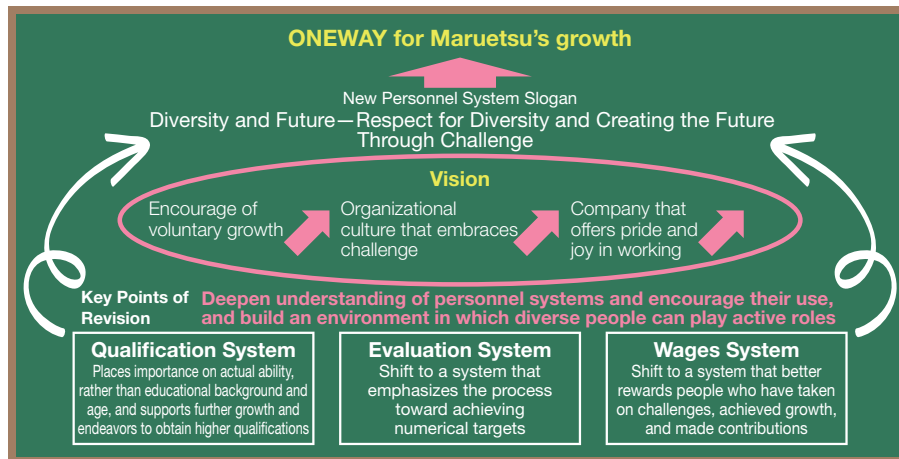 ONEWAY for Maruetsu's growth
New Personnel System Slogan
Diversity and Future—Respect for Diversity and Creating the Future
Through Challenge
Vision
Encourage of
voluntary growth
Organizational
culture that embraces
challenge
Company that
offers pride and
joy in working
Key Points of
Revision
Deepen understanding of personnel systems and encourage their use,
and build an environment in which diverse people can play active roles
Qualification System
Places importance on actual ability,
rather than educational background and
age, and supports further growth and
endeavors to obtain higher qualifications
Evaluation System
Shift to a system that
emphasizes the process
toward achieving
numerical targets
Wages System
Shift to a system that better
rewards people who have taken
on challenges, achieved growth,
and made contributions